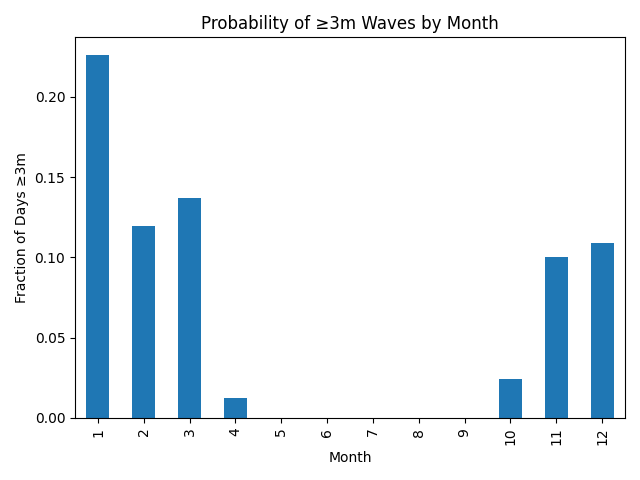 Probability of ≥3m Waves by Month
Fraction of Days ≥3m
0.20
0.15
0.10
0.05
0.00
1 2 3 4 5 6 7 8 9 10 11 12
Month